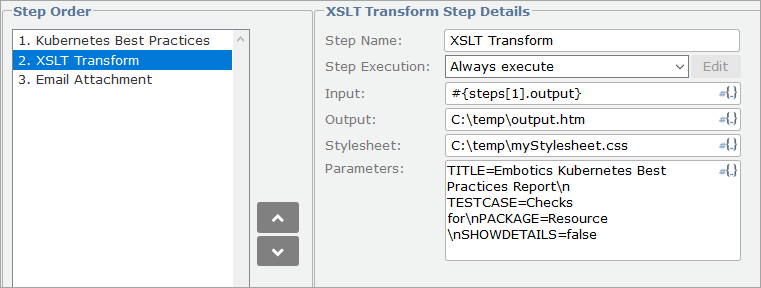 Step Order
1. Kubernetes Best Practices
2. XSLT Transform
3. Email Attachment
XSLT Transform Step Details
Step Name: XSLT Transform
Step Execution: Always execute Edit
Input: #{steps[1].output} #{..}
Output: C:\temp\output.htm #{..}
Stylesheet: C:\temp\myStylesheet.css #{..}
Parameters: TITLE=Embotics Kubernetes Best #{..}
Practices Report\n
TESTCASE=Checks
for\nPACKAGE=Resource
\nSHOWDETAILS=false